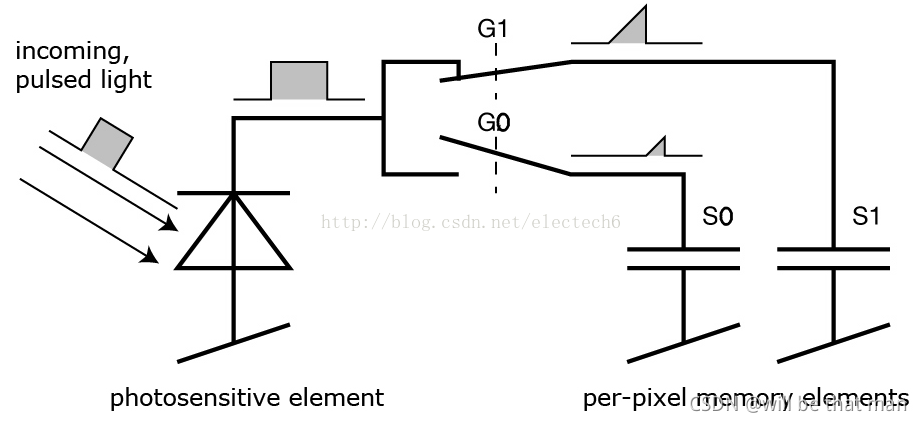 incoming,
pulsed light
G1
G0
http://blog.csdn.net/electech6
S0
S1
photosensitive element
per-pixel memory elements
CSDN @will be that man